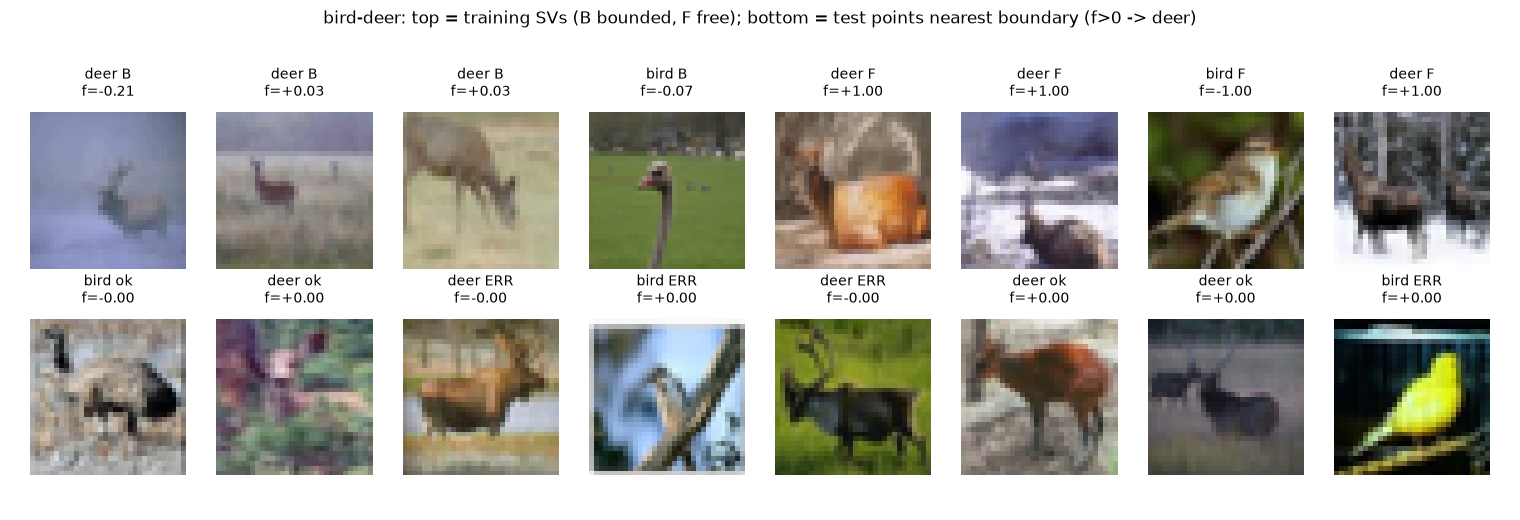 bird-deer: top = training SVs (B bounded, F free); bottom = test points nearest boundary (f>0 -> deer)
deer B
f=-0.21
deer B
f=+0.03
deer B
f=+0.03
bird B
f=-0.07
deer F
f=+1.00
deer F
f=+1.00
bird F
f=-1.00
deer F
f=+1.00
bird ok
f=-0.00
deer ok
f=+0.00
deer ERR
f=-0.00
bird ERR
f=+0.00
deer ERR
f=-0.00
deer ok
f=+0.00
deer ok
f=+0.00
bird ERR
f=+0.00